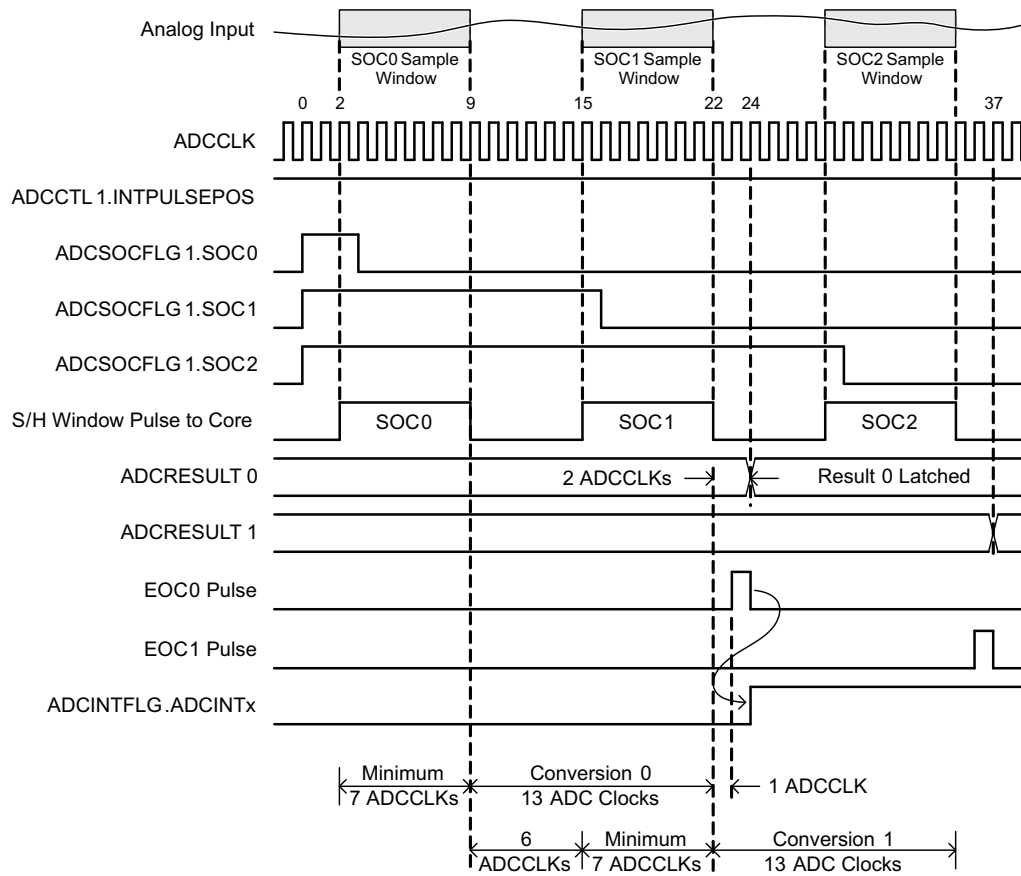 Analog Input
SOC0 Sample
Window
SOC1 Sample
Window
SOC2 Sample
Window
0 2 9 15 22 24 37
ADCCLK
ADCCTL 1.INTPULSEPOS
ADCSOCFLG 1.SOC0
ADCSOCFLG 1.SOC1
ADCSOCFLG 1.SOC2
S/H Window Pulse to Core SOC0 SOC1 SOC2
ADCRESULT 0 2 ADCCLKs Result 0 Latched
ADCRESULT 1
EOC0 Pulse
EOC1 Pulse
ADCINTFLG.ADCINTx
Minimum
7 ADCCLKs
Conversion 0
13 ADC Clocks
1 ADCCLK
6
ADCCLKs
Minimum
7 ADCCLKs
Conversion 1
13 ADC Clocks